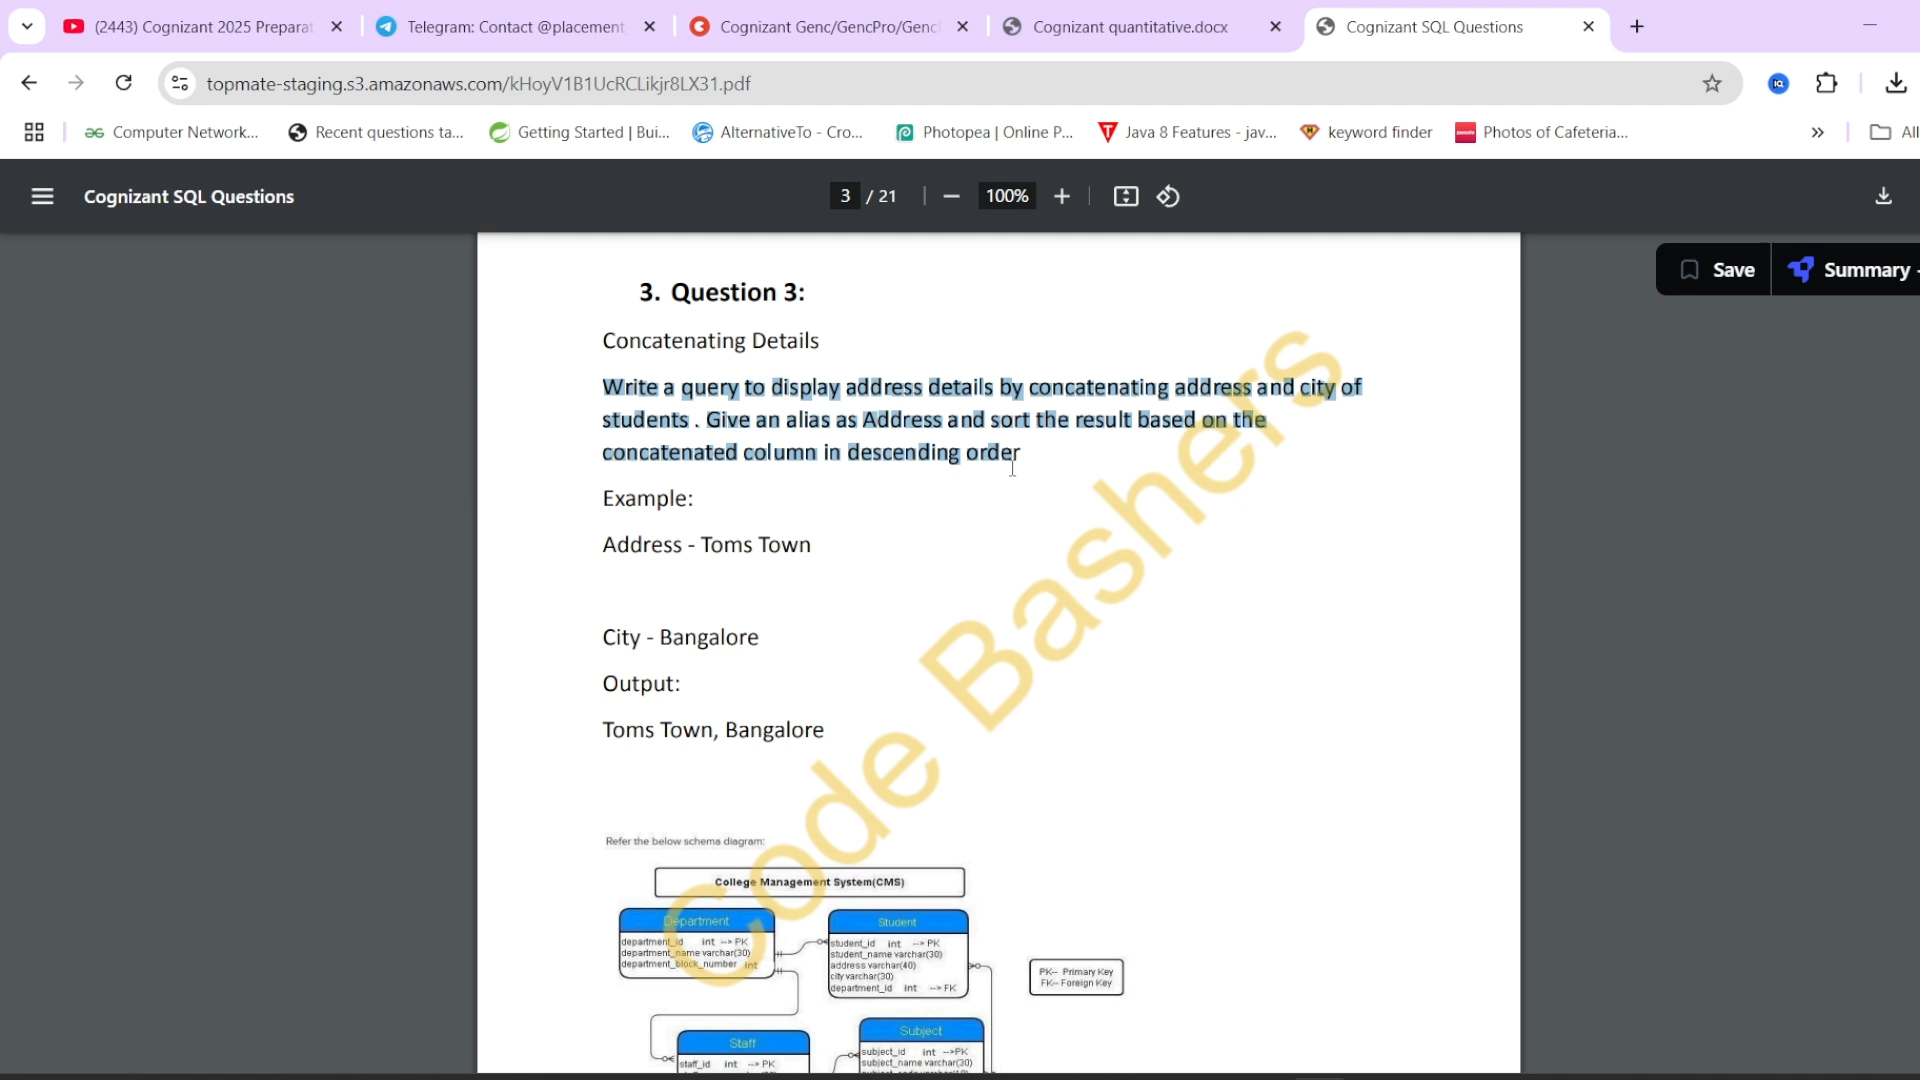 (2443) Cognizant 2025 Preparat
Telegram: Contact @placement
Cognizant Genc/GencPro/Genc
Cognizant quantitative.docx
Cognizant SQL Questions
topmate-staging.s3.amazonaws.com/kHoyV1B1UcRCLikjr8LX31.pdf
Computer Network...
Recent questions ta...
Getting Started | Bui...
AlternativeTo - Cro...
Photopea | Online P...
Java 8 Features - jav...
keyword finder
Photos of Cafeteria...
All
Cognizant SQL Questions
3 / 21
100%
Save
Summary
3. Question 3:
Concatenating Details
Write a query to display address details by concatenating address and city of
students . Give an alias as Address and sort the result based on the
concatenated column in descending order
Example:
Address - Toms Town
City - Bangalore
Output:
Toms Town, Bangalore
Code Bashers
Refer the below schema diagram:
College Management System(CMS)
Department
department_id int --> PK
department_name varchar(30)
department_block_number int
Student
student_id int --> PK
student_name varchar(30)
address varchar(40)
city varchar(30)
department_id int --> FK
PK-- Primary Key
FK-- Foreign Key
Staff
staff_id int --> PK
Subject
subject_id int -->PK
subject_name varchar(30)